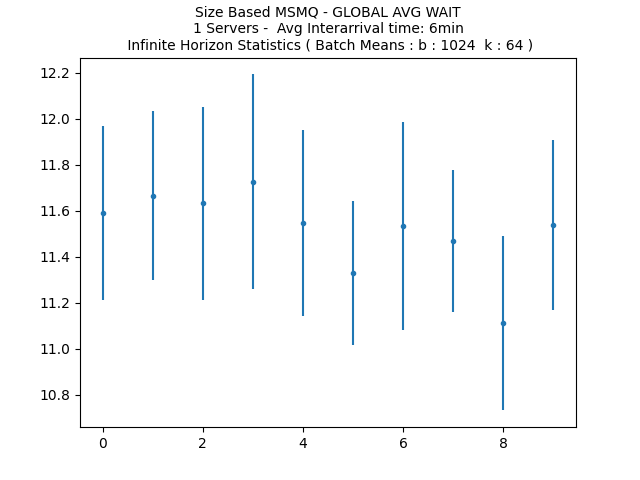 Size Based MSMQ - GLOBAL AVG WAIT
1 Servers -  Avg Interarrival time: 6min
Infinite Horizon Statistics ( Batch Means : b : 1024  k : 64 )
12.2
12.0
11.8
11.6
11.4
11.2
11.0
10.8
0 2 4 6 8